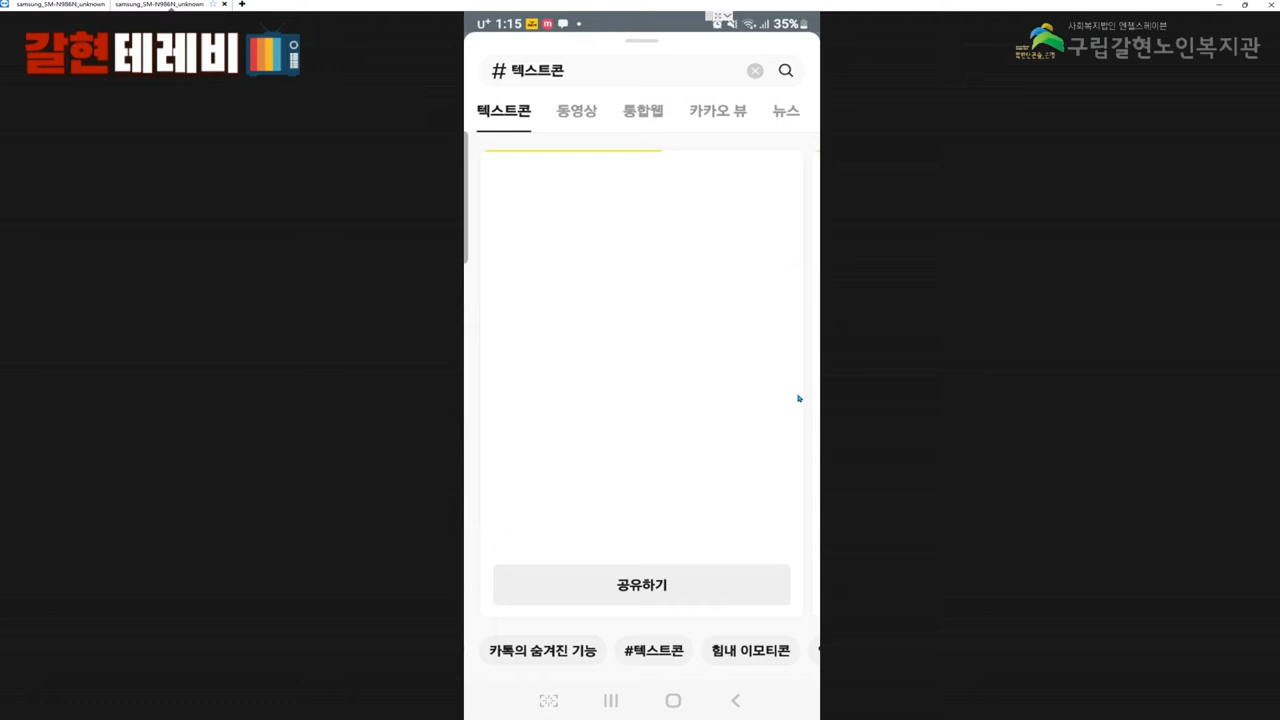 samsung_SM-N986N_unknown
samsung_SM-N986N_unknown
갈현테레비
사회복지법인 엔젤스헤이븐
구립갈현노인복지관
U+ 1:15
35%
# 텍스트콘
텍스트콘 동영상 통합웹 카카오 뷰 뉴스
공유하기
카톡의 숨겨진 기능 #텍스트콘 힘내 이모티콘